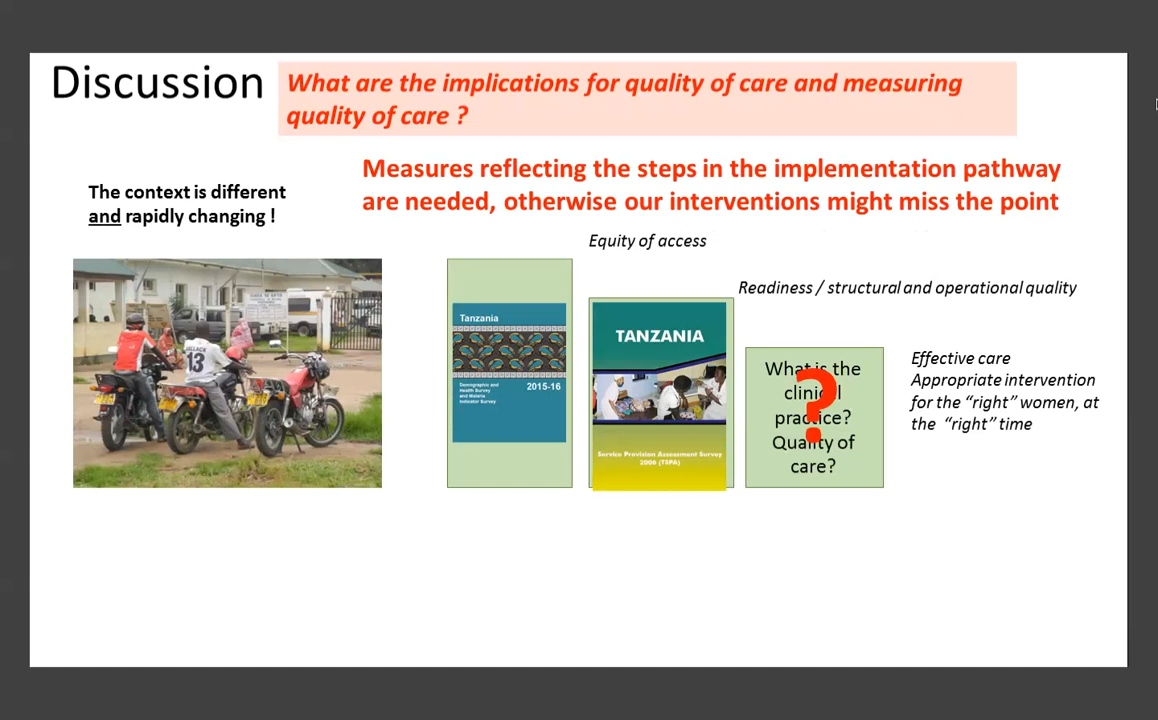 Discussion
What are the implications for quality of care and measuring
quality of care ?
Measures reflecting the steps in the implementation pathway
are needed, otherwise our interventions might miss the point
The context is different
and rapidly changing !
Equity of access
Readiness / structural and operational quality
Tanzania
2015-16
Demographic and
Health Survey
and Malaria
Indicator Survey
TANZANIA
Service Provision Assessment Survey
2006 (TSPA)
What is the
clinical
practice?
Quality of
care?
?
Effective care
Appropriate intervention
for the “right” women, at
the “right” time
13